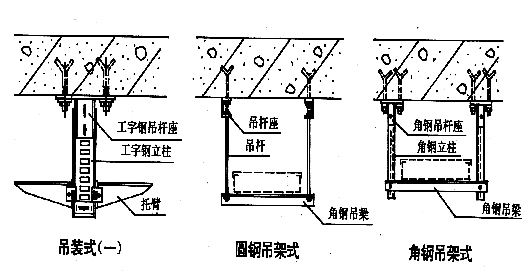 工字钢吊杆座
工字钢立柱
托臂
吊装式(一)
吊杆座
吊杆
角钢吊梁
圆钢吊架式
角钢吊杆座
角钢立柱
角钢吊梁
角钢吊架式